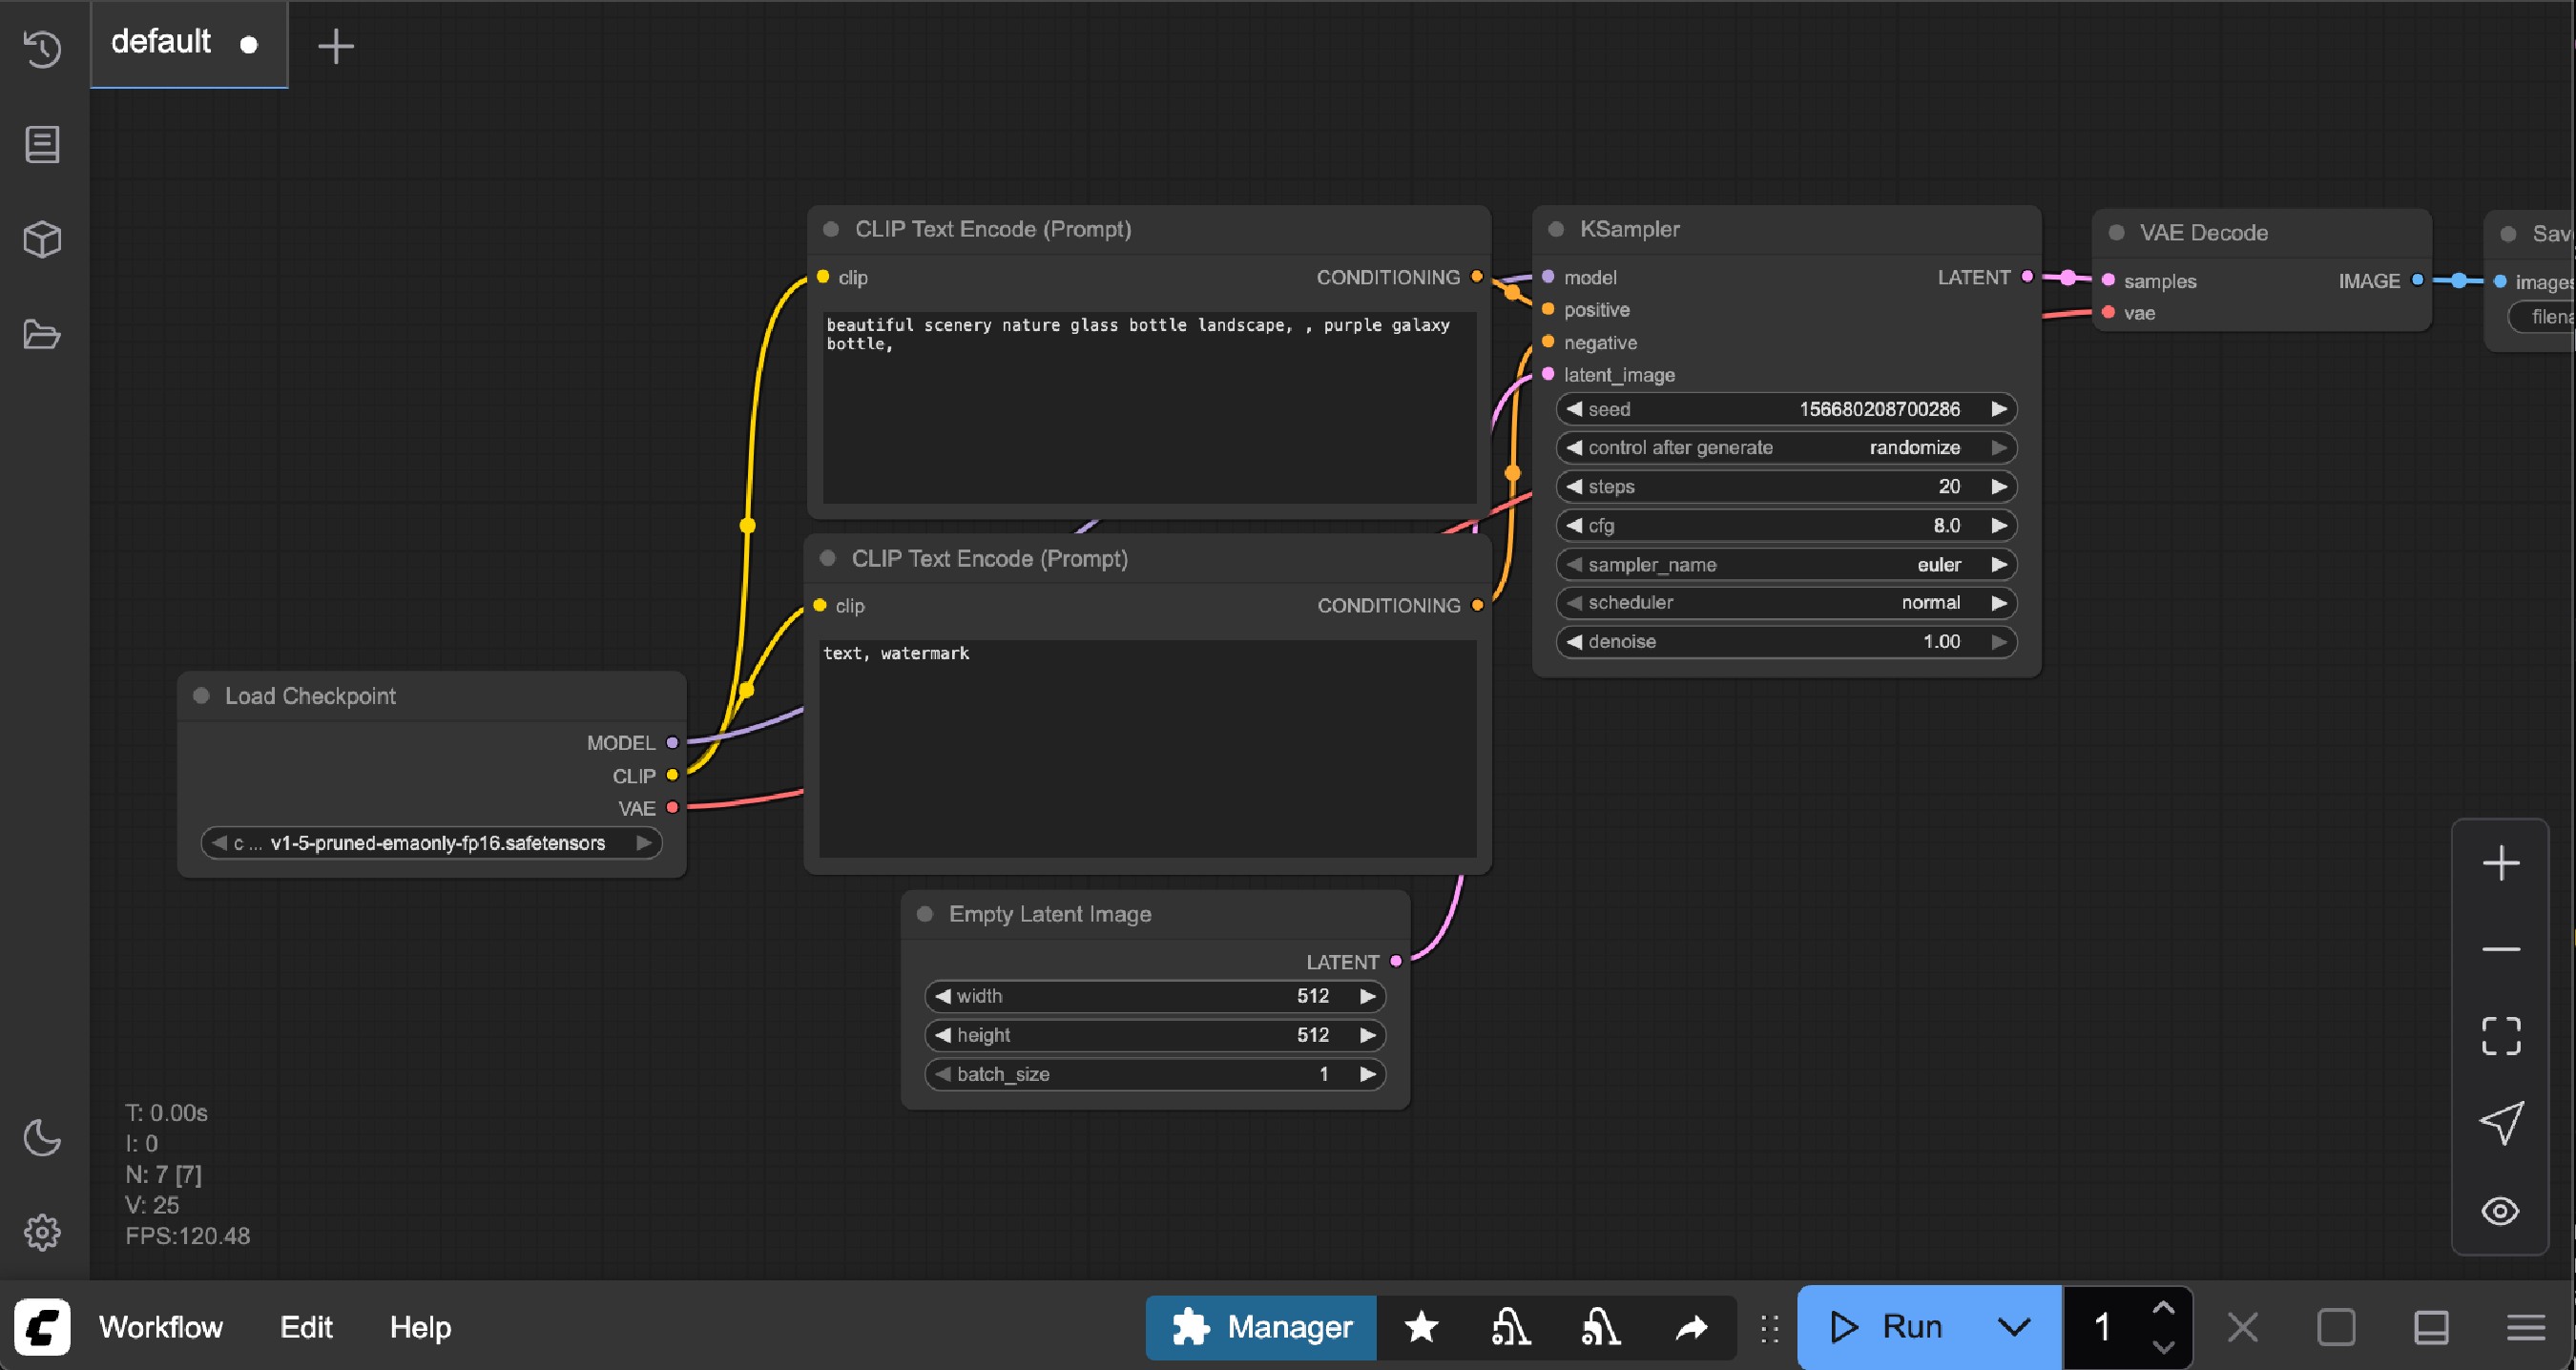 default
CLIP Text Encode (Prompt)
clip
CONDITIONING
beautiful scenery nature glass bottle landscape, , purple galaxy
bottle,
KSampler
model
LATENT
positive
negative
latent_image
seed 156680208700286
control after generate randomize
steps 20
cfg 8.0
sampler_name euler
scheduler normal
denoise 1.00
VAE Decode
samples
IMAGE
vae
Sav
images
filena
CLIP Text Encode (Prompt)
clip
CONDITIONING
text, watermark
Load Checkpoint
MODEL
CLIP
VAE
c ... v1-5-pruned-emaonly-fp16.safetensors
Empty Latent Image
LATENT
width 512
height 512
batch_size 1
T: 0.00s
I: 0
N: 7 [7]
V: 25
FPS:120.48
Workflow
Edit
Help
Manager
Run
1